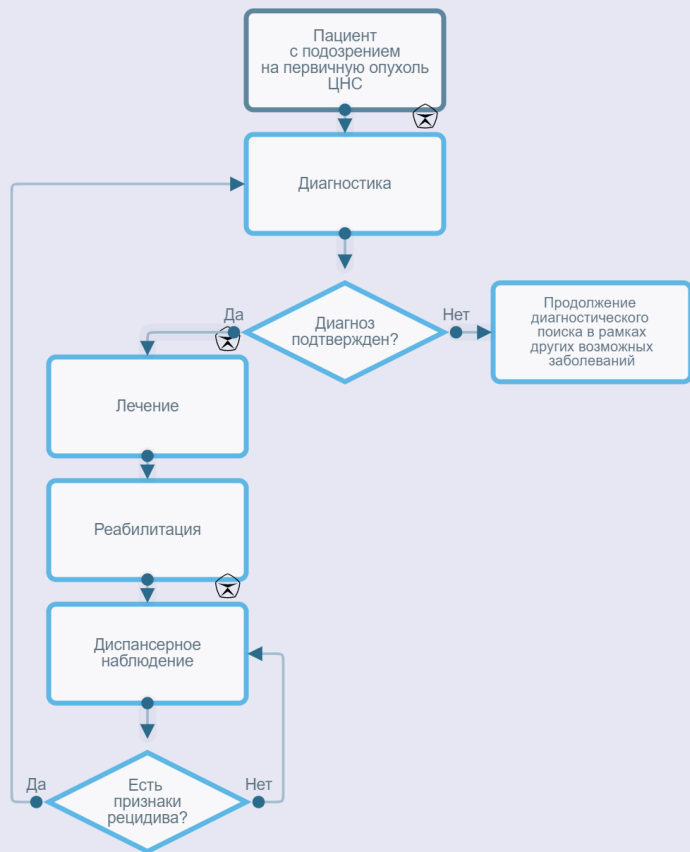 Пациент
с подозрением
на первичную опухоль
ЦНС
Диагностика
Да
Диагноз
подтвержден?
Нет
Продолжение
диагностического
поиска в рамках
других возможных
заболеваний
Лечение
Реабилитация
Диспансерное
наблюдение
Да
Есть
признаки
рецидива?
Нет